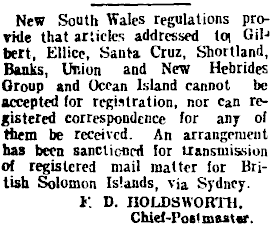 New South Wales regulations pro-
vide that articles addressed to Gil-
bert, Ellice, Santa Cruz, Shortland,
Banks, Union and New Hebrides
Group and Ocean Island cannot be
accepted for registration, nor can re-
gistered correspondence for any of
them be received. An arrangement
has been sanctioned for transmission
of registered mail matter for Bri-
tish Solomon Islands, via Sydney.
F. D. HOLDSWORTH.
Chief-Postmaster.